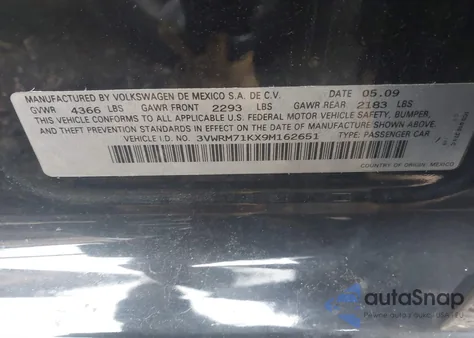 MANUFACTURED BY VOLKSWAGEN DE MEXICO S.A. DE C.V. DATE 05.09
GVWR 4366 LBS GAWR FRONT 2293 LBS GAWR REAR 2183 LBS
THIS VEHICLE CONFORMS TO ALL APPLICABLE FEDERAL MOTOR VEHICLE SAFETY, BUMPER,
AND THEFT PREVENTION STANDARDS IN EFFECT ON THE DATE OF MANUFACTURE SHOWN ABOVE.
VEHICLE I.D. NO. 3VWRM71KX9M162651 TYPE: PASSENGER CAR
COUNTRY OF ORIGIN: MEXICO
autoSnap